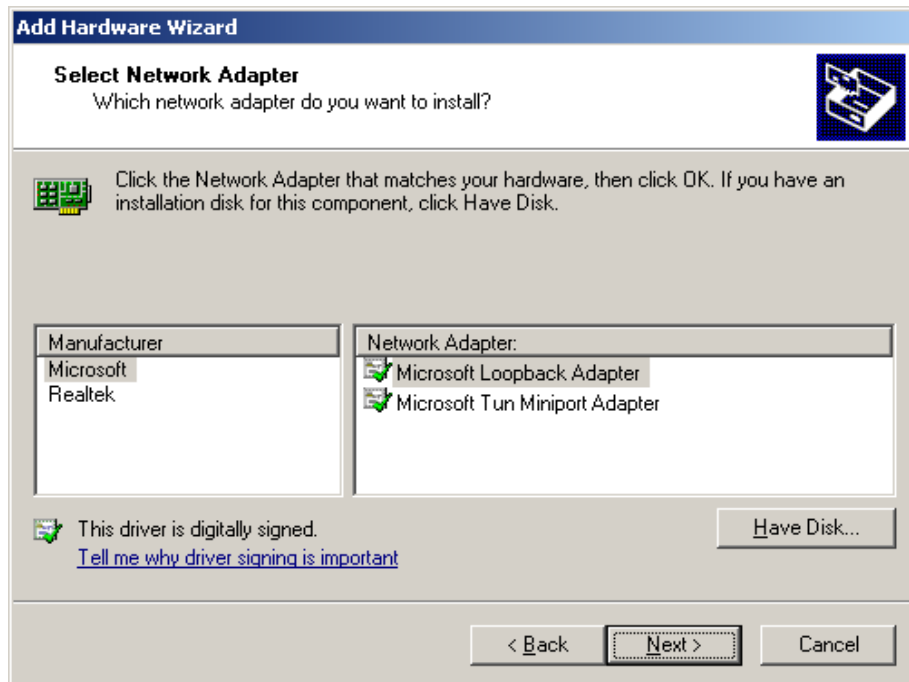 Add Hardware Wizard
Select Network Adapter
Which network adapter do you want to install?
Click the Network Adapter that matches your hardware, then click OK. If you have an
installation disk for this component, click Have Disk.
Manufacturer
Microsoft
Realtek
Network Adapter:
Microsoft Loopback Adapter
Microsoft Tun Miniport Adapter
This driver is digitally signed.
Tell me why driver signing is important
Have Disk...
< Back
Next >
Cancel